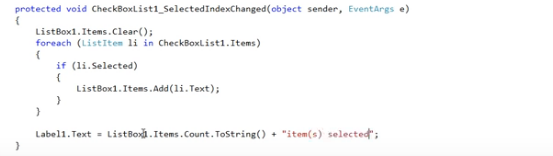 protected void CheckBoxList1_SelectedIndexChanged(object sender, EventArgs e)
{
ListBox1.Items.Clear();
foreach (ListItem li in CheckBoxList1.Items)
{
if (li.Selected)
{
ListBox1.Items.Add(li.Text);
}
}
Label1.Text = ListBox1.Items.Count.ToString() + "item(s) selected";
}